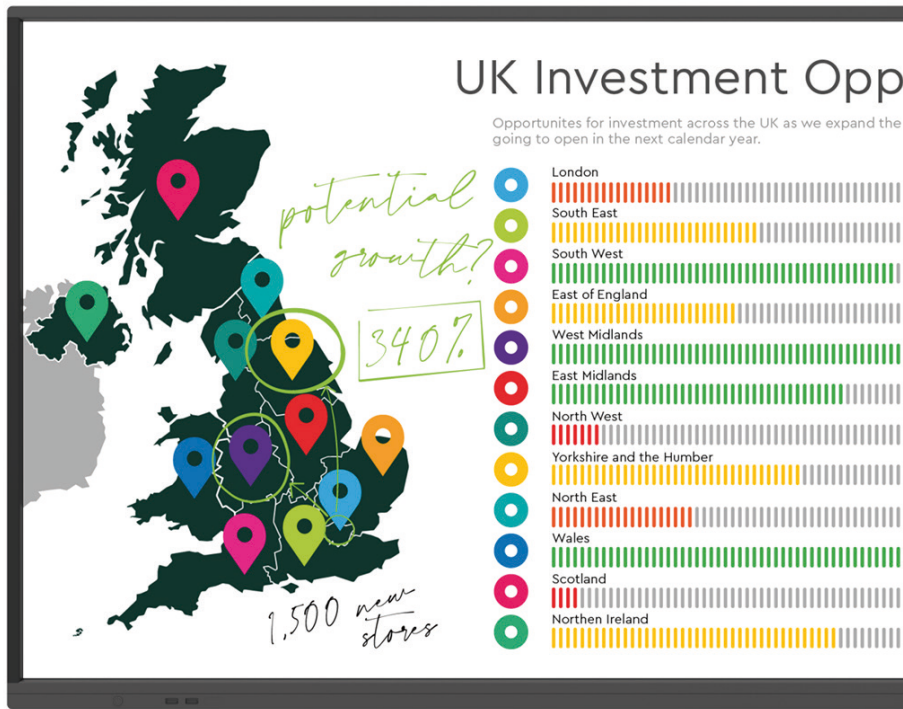 UK Investment Opp
Opportunites for investment across the UK as we expand the
going to open in the next calendar year.
potential
growth?
340%
1,500 new
stores
London
South East
South West
East of England
West Midlands
East Midlands
North West
Yorkshire and the Humber
North East
Wales
Scotland
Northen Ireland